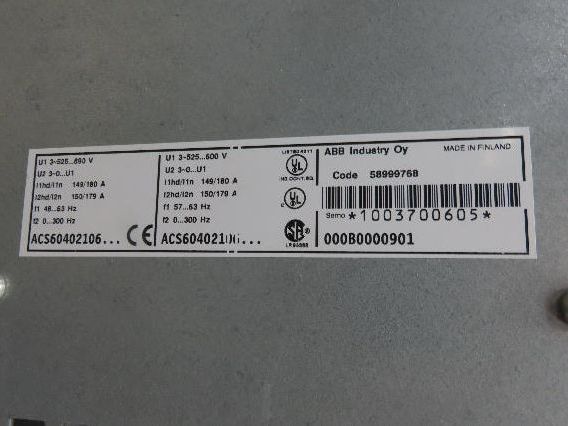 U1 3~525...690 V
U2 3~0...U1
I1hd/I1n 149/180 A
I2hd/I2n 150/179 A
f1 48...63 Hz
f2 0...300 Hz
ACS60402106... CE
U1 3~525...600 V
U2 3~0...U1
I1hd/I1n 149/180 A
I2hd/I2n 150/179 A
f1 57...63 Hz
f2 0...300 Hz
ACS60402106...
UL
IND.CONT.EQ.
UL
ABB Industry Oy MADE IN FINLAND
Code 58999768
Serno *1003700605*
000B0000901